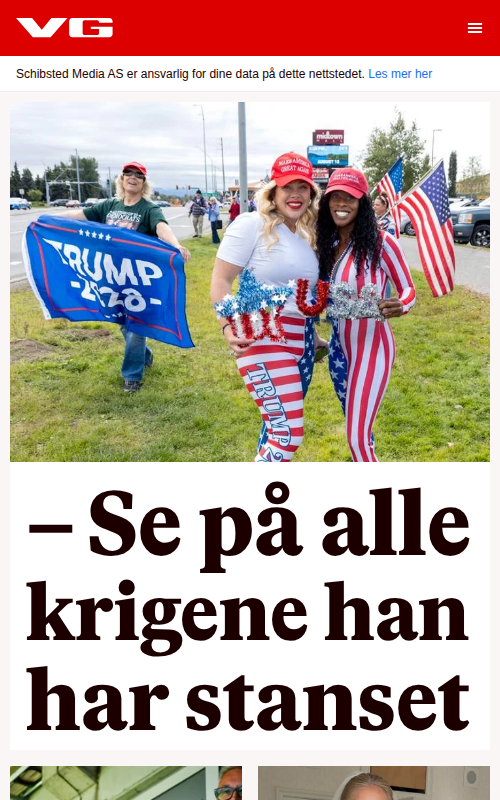 VG
Schibsted Media AS er ansvarlig for dine data på dette nettstedet. Les mer her
midtown
TRUMP
-2028-
USA
TRUMP
– Se på alle
krigene han
har stanset